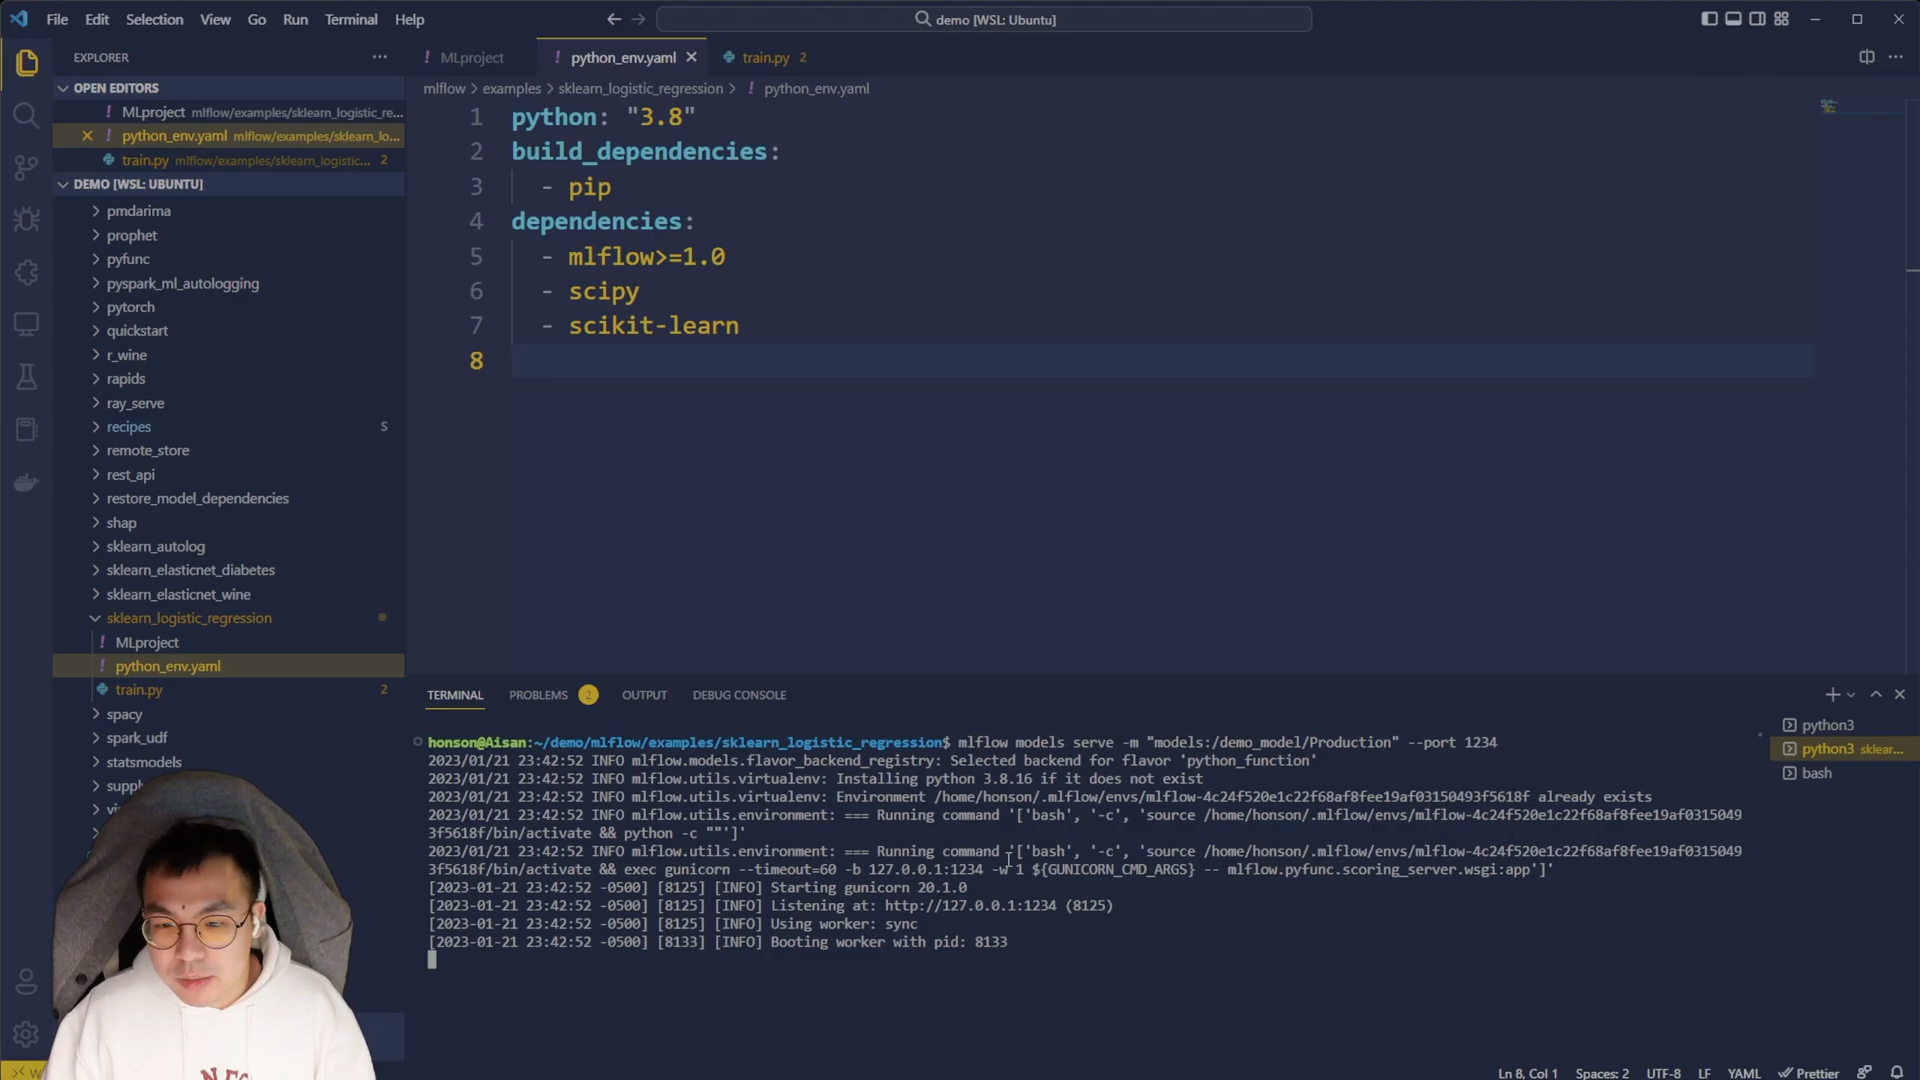 File Edit Selection View Go Run Terminal Help
demo [WSL: Ubuntu]
EXPLORER
OPEN EDITORS
! MLproject mlflow/examples/sklearn_logistic_re...
! python_env.yaml mlflow/examples/sklearn_lo...
train.py mlflow/examples/sklearn_logistic... 2
DEMO [WSL: UBUNTU]
pmdarima
prophet
pyfunc
pyspark_ml_autologging
pytorch
quickstart
r_wine
rapids
ray_serve
recipes S
remote_store
rest_api
restore_model_dependencies
shap
sklearn_autolog
sklearn_elasticnet_diabetes
sklearn_elasticnet_wine
sklearn_logistic_regression
! MLproject
! python_env.yaml
train.py 2
spacy
spark_udf
statsmodels
! MLproject
! python_env.yaml
train.py 2
mlflow > examples > sklearn_logistic_regression > ! python_env.yaml
1 python: "3.8"
2 build_dependencies:
3 - pip
4 dependencies:
5 - mlflow>=1.0
6 - scipy
7 - scikit-learn
8
TERMINAL PROBLEMS 2 OUTPUT DEBUG CONSOLE
honson@Aisan:~/demo/mlflow/examples/sklearn_logistic_regression$ mlflow models serve -m "models:/demo_model/Production" --port 1234
2023/01/21 23:42:52 INFO mlflow.models.flavor_backend_registry: Selected backend for flavor 'python_function'
2023/01/21 23:42:52 INFO mlflow.utils.virtualenv: Installing python 3.8.16 if it does not exist
2023/01/21 23:42:52 INFO mlflow.utils.virtualenv: Environment /home/honson/.mlflow/envs/mlflow-4c24f520e1c22f68af8fee19af03150493f5618f already exists
2023/01/21 23:42:52 INFO mlflow.utils.environment: === Running command '['bash', '-c', 'source /home/honson/.mlflow/envs/mlflow-4c24f520e1c22f68af8fee19af0315049
3f5618f/bin/activate && python -c ""']'
2023/01/21 23:42:52 INFO mlflow.utils.environment: === Running command '['bash', '-c', 'source /home/honson/.mlflow/envs/mlflow-4c24f520e1c22f68af8fee19af0315049
3f5618f/bin/activate && exec gunicorn --timeout=60 -b 127.0.0.1:1234 -w 1 ${GUNICORN_CMD_ARGS} -- mlflow.pyfunc.scoring_server.wsgi:app']'
[2023-01-21 23:42:52 -0500] [8125] [INFO] Starting gunicorn 20.1.0
[2023-01-21 23:42:52 -0500] [8125] [INFO] Listening at: http://127.0.0.1:1234 (8125)
[2023-01-21 23:42:52 -0500] [8125] [INFO] Using worker: sync
[2023-01-21 23:42:52 -0500] [8133] [INFO] Booting worker with pid: 8133
python3
python3 sklear...
bash
Ln 8, Col 1 Spaces: 2 UTF-8 LF YAML Prettier